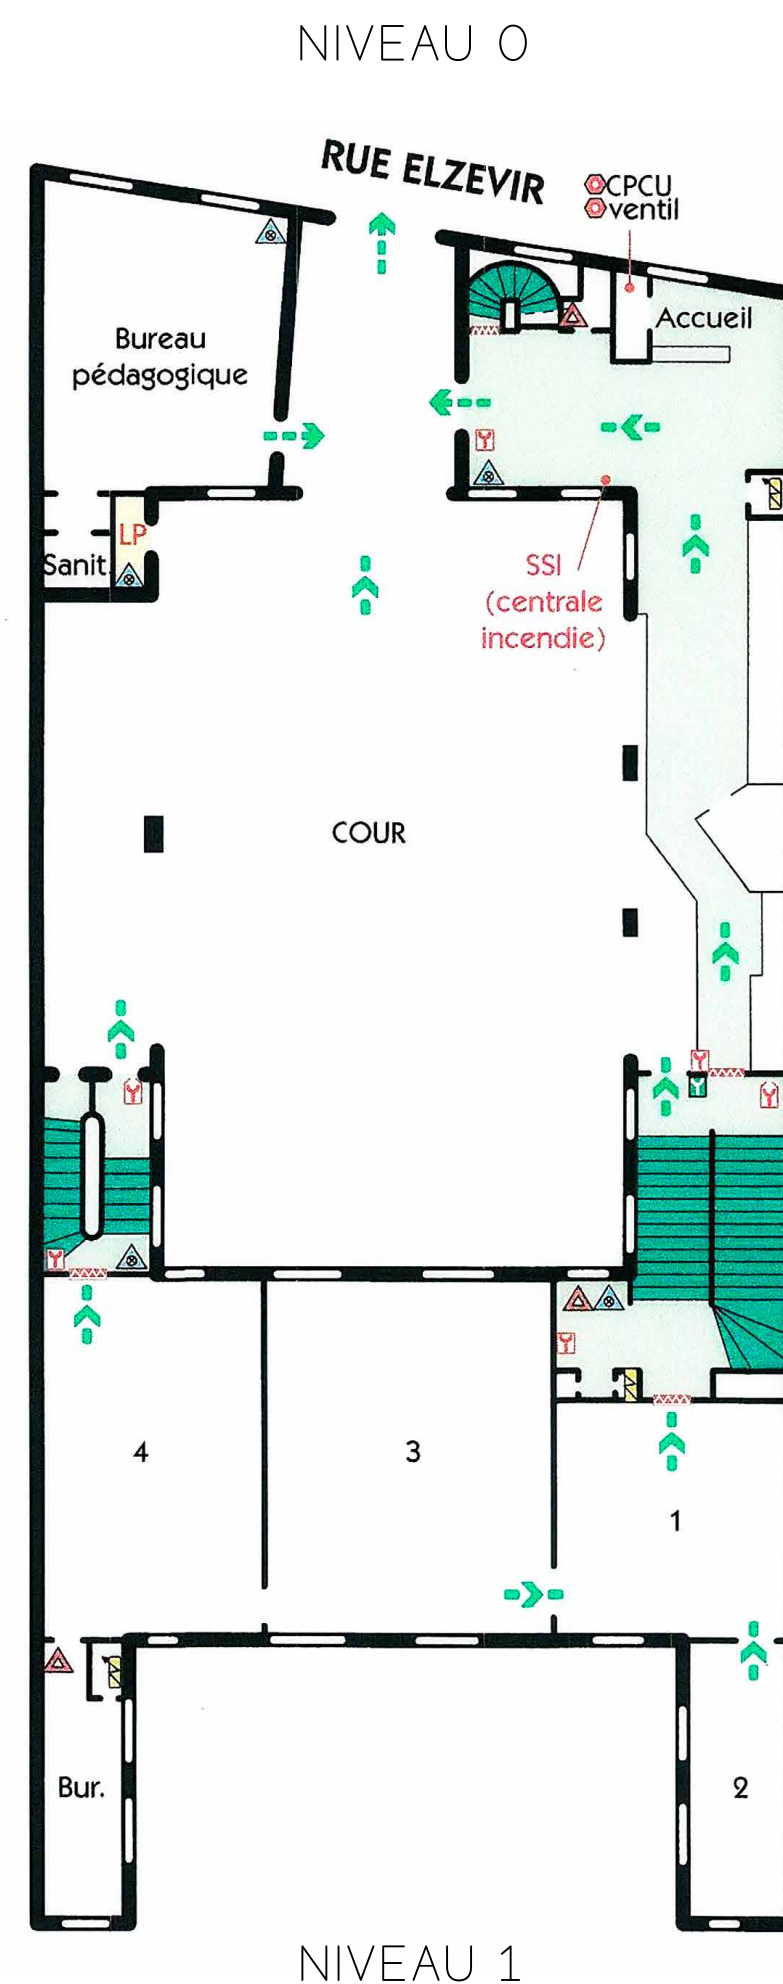 NIVEAU 0
RUE ELZEVIR
CPCU
ventil
Accueil
Bureau
pédagogique
LP
Sanit.
SSI
(centrale
incendie)
COUR
4
3
1
Bur.
2
NIVEAU 1